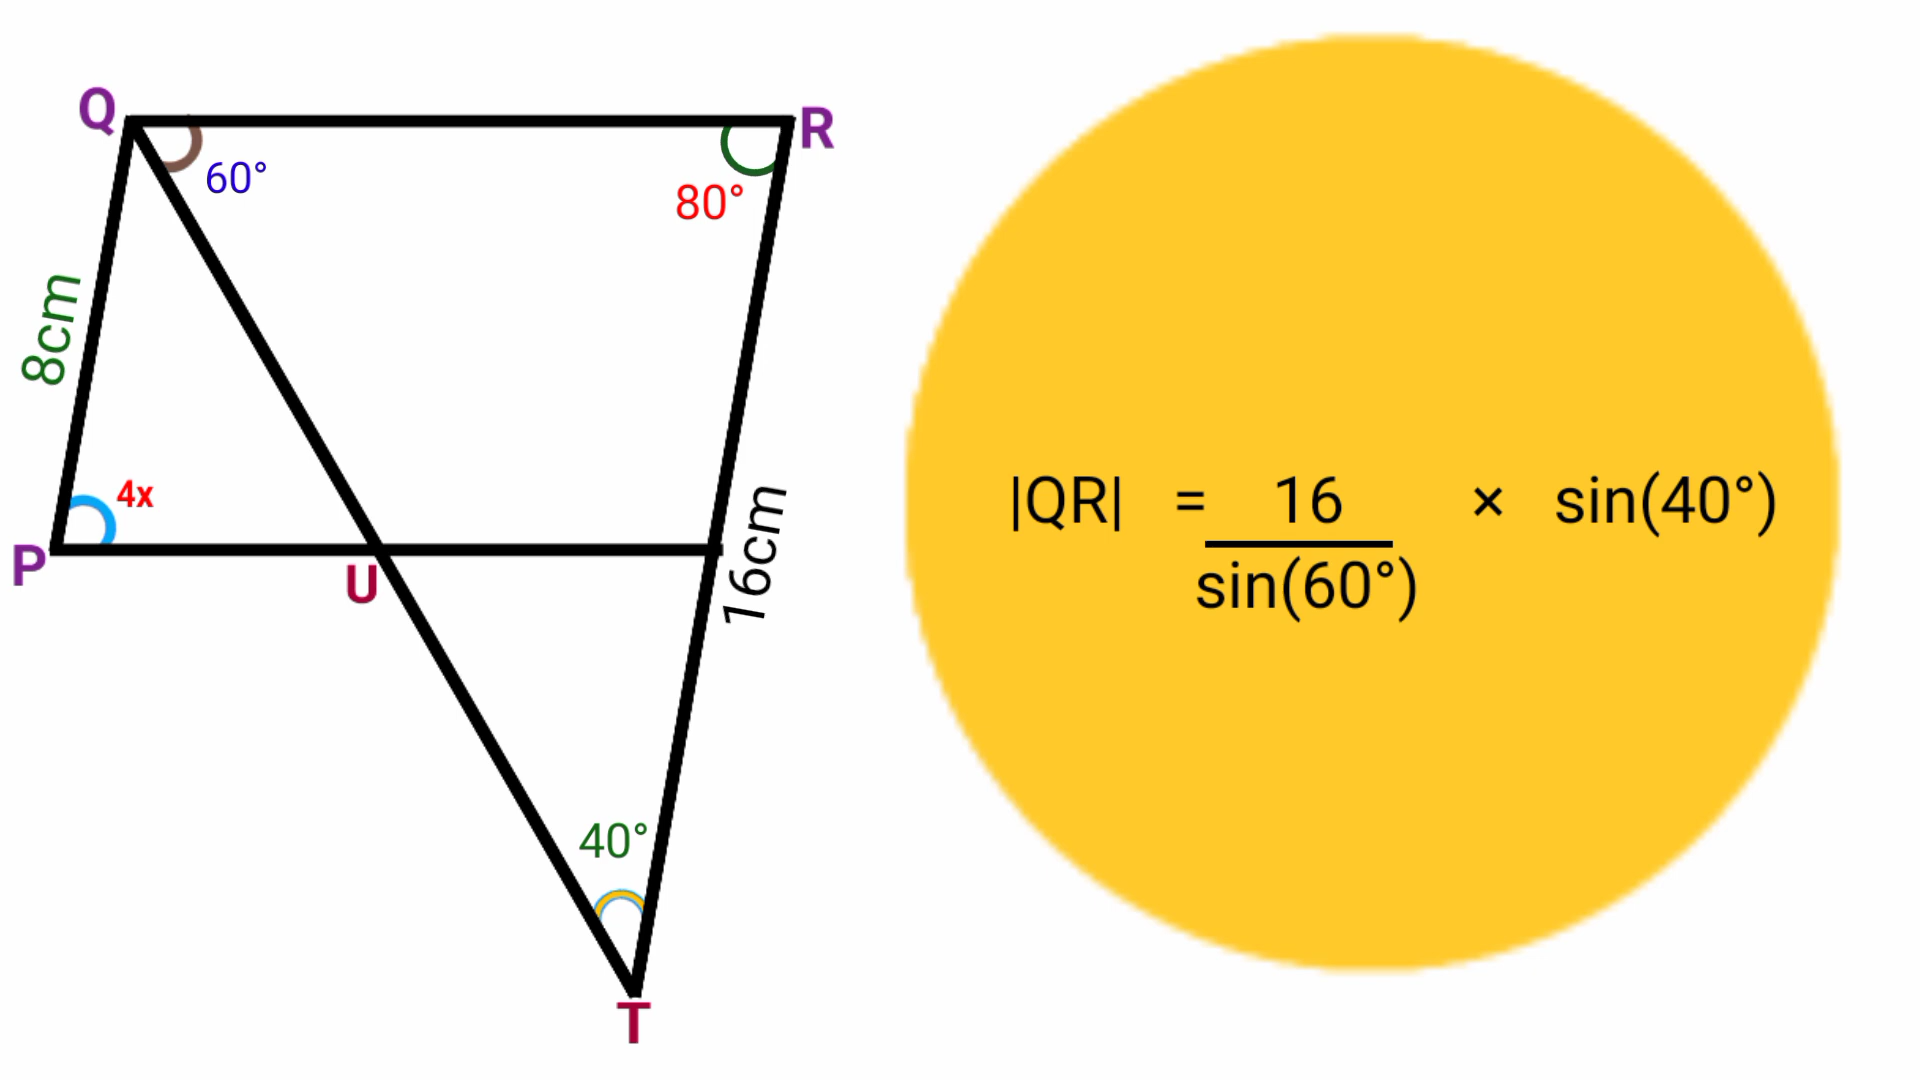 Q
R
60°
80°
8cm
4x
P
U
16cm
40°
T
|QR| = 16 × sin(40°)
sin(60°)